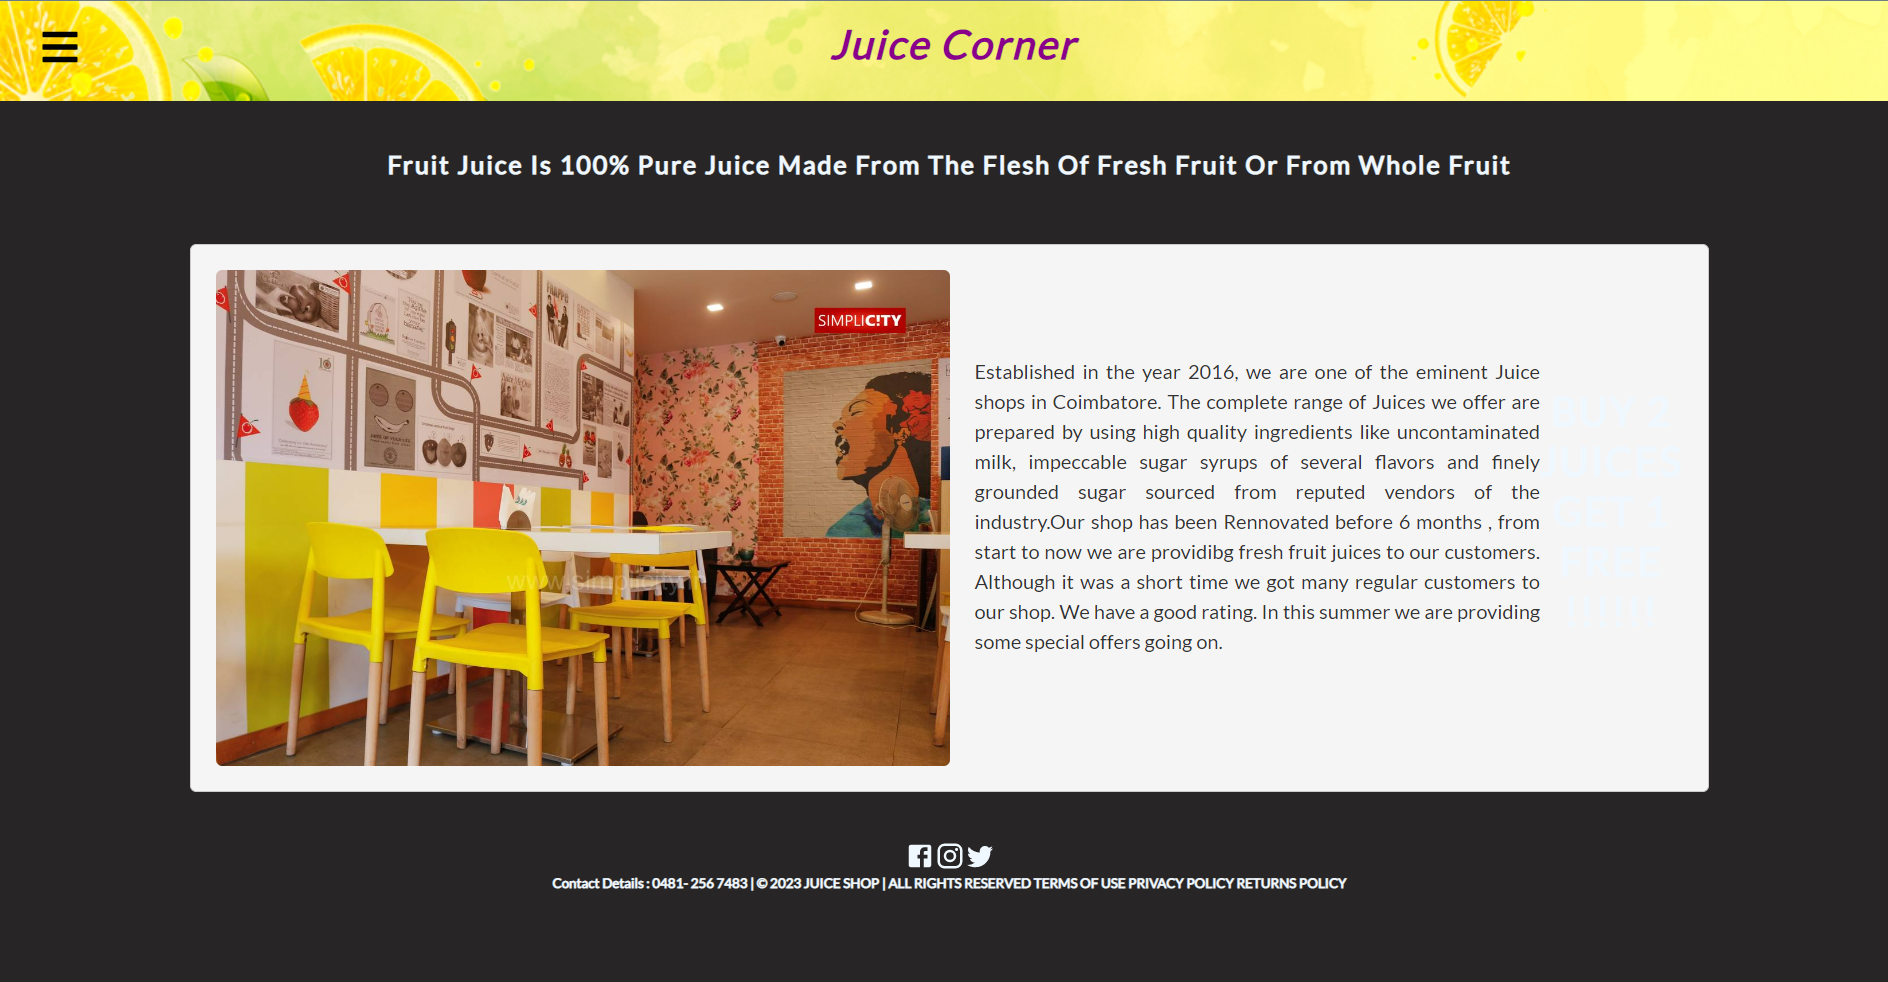 Juice Corner
Fruit Juice Is 100% Pure Juice Made From The Flesh Of Fresh Fruit Or From Whole Fruit
SIMPLIC!TY
FRAPPE
www.simplicity
Established in the year 2016, we are one of the eminent Juice
shops in Coimbatore. The complete range of Juices we offer are
prepared by using high quality ingredients like uncontaminated
milk, impeccable sugar syrups of several flavors and finely
grounded sugar sourced from reputed vendors of the
industry.Our shop has been Rennovated before 6 months , from
start to now we are providibg fresh fruit juices to our customers.
Although it was a short time we got many regular customers to
our shop. We have a good rating. In this summer we are providing
some special offers going on.
BUY 2
JUICES
GET 1
FREE
!!!!!
Contact Details : 0481- 256 7483 | © 2023 JUICE SHOP | ALL RIGHTS RESERVED TERMS OF USE PRIVACY POLICY RETURNS POLICY